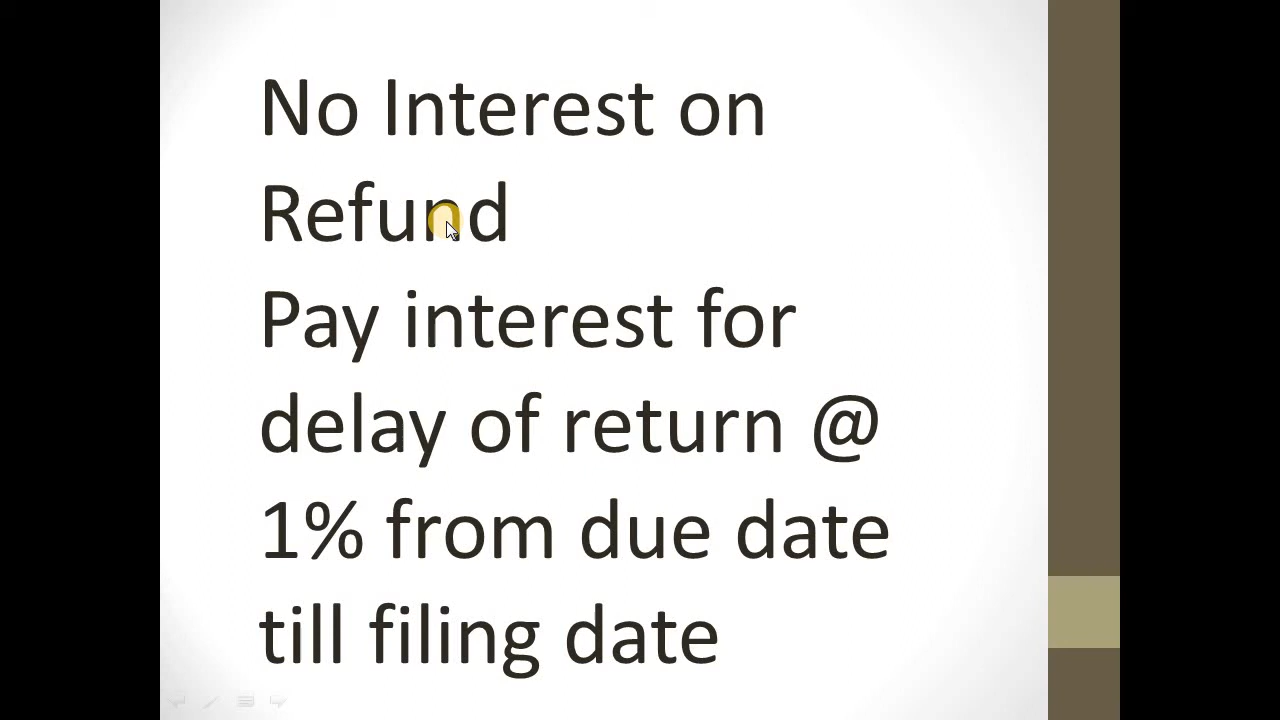 No Interest on
Refund
Pay interest for
delay of return @
1% from due date
till filing date